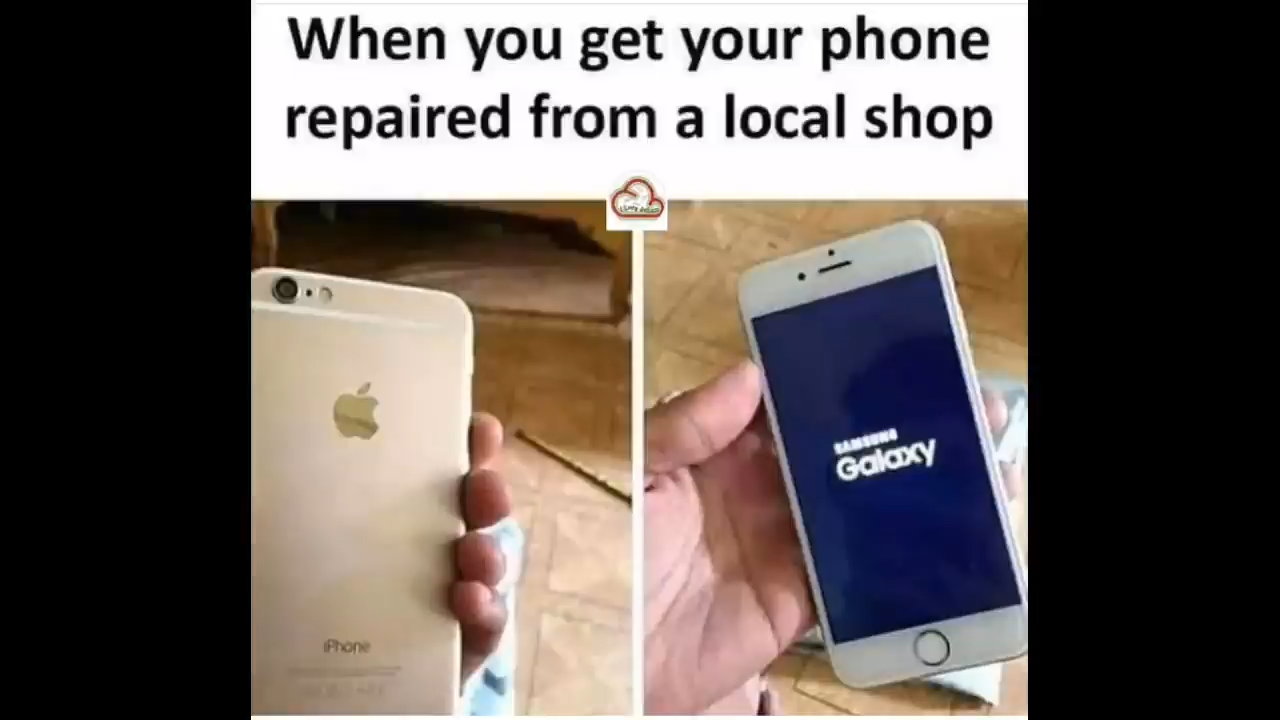 When you get your phone
repaired from a local shop
iPhone
SAMSUNG
Galaxy